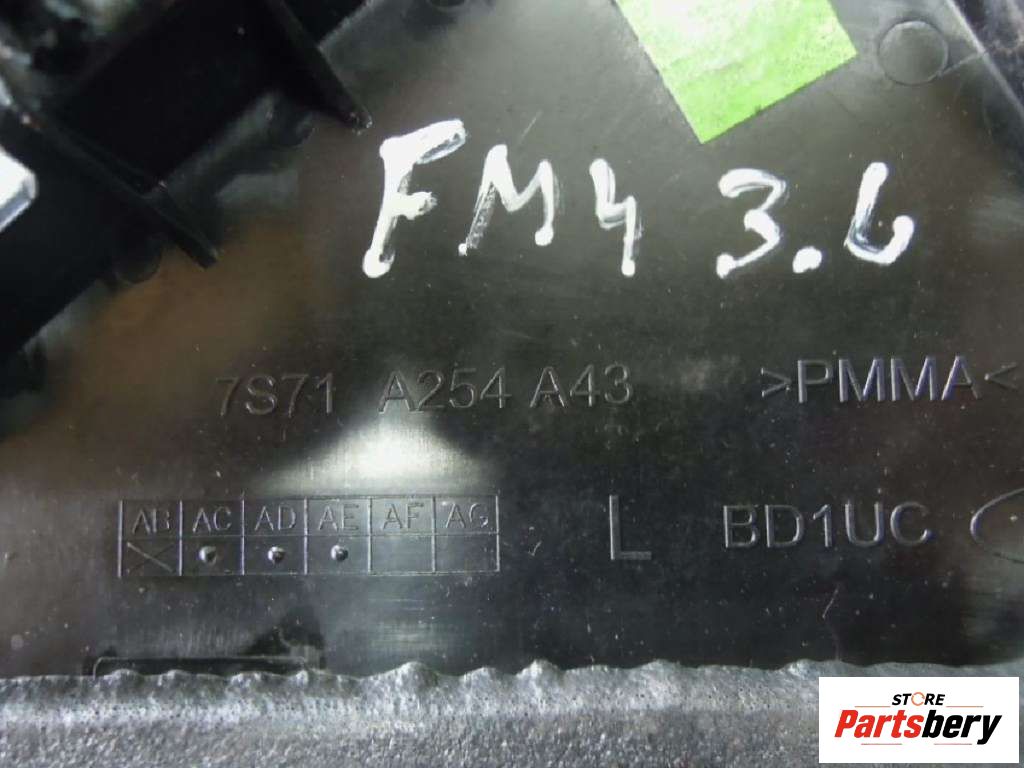 FM4 3.6
7S71 A254 A43 >PMMA<
AB AC AD AE AF AG
L BD1UC
STORE
Partsbery